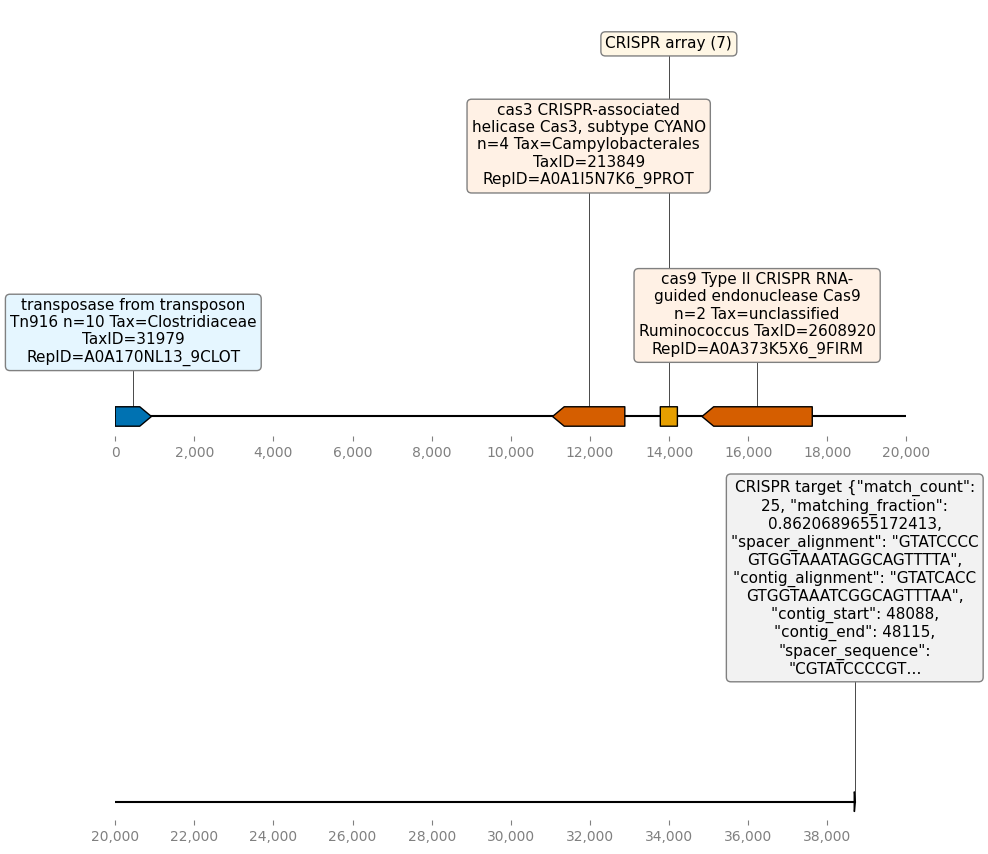 CRISPR array (7)
cas3 CRISPR-associated
helicase Cas3, subtype CYANO
n=4 Tax=Campylobacterales
TaxID=213849
RepID=A0A1I5N7K6_9PROT
cas9 Type II CRISPR RNA-
guided endonuclease Cas9
n=2 Tax=unclassified
Ruminococcus TaxID=2608920
RepID=A0A373K5X6_9FIRM
transposase from transposon
Tn916 n=10 Tax=Clostridiaceae
TaxID=31979
RepID=A0A170NL13_9CLOT
0 2,000 4,000 6,000 8,000 10,000 12,000 14,000 16,000 18,000 20,000
CRISPR target {"match_count":
25, "matching_fraction":
0.8620689655172413,
"spacer_alignment": "GTATCCCC
GTGGTAAATAGGCAGTTTTA",
"contig_alignment": "GTATCACC
GTGGTAAATCGGCAGTTTAA",
"contig_start": 48088,
"contig_end": 48115,
"spacer_sequence":
"CGTATCCCCGT...
20,000 22,000 24,000 26,000 28,000 30,000 32,000 34,000 36,000 38,000